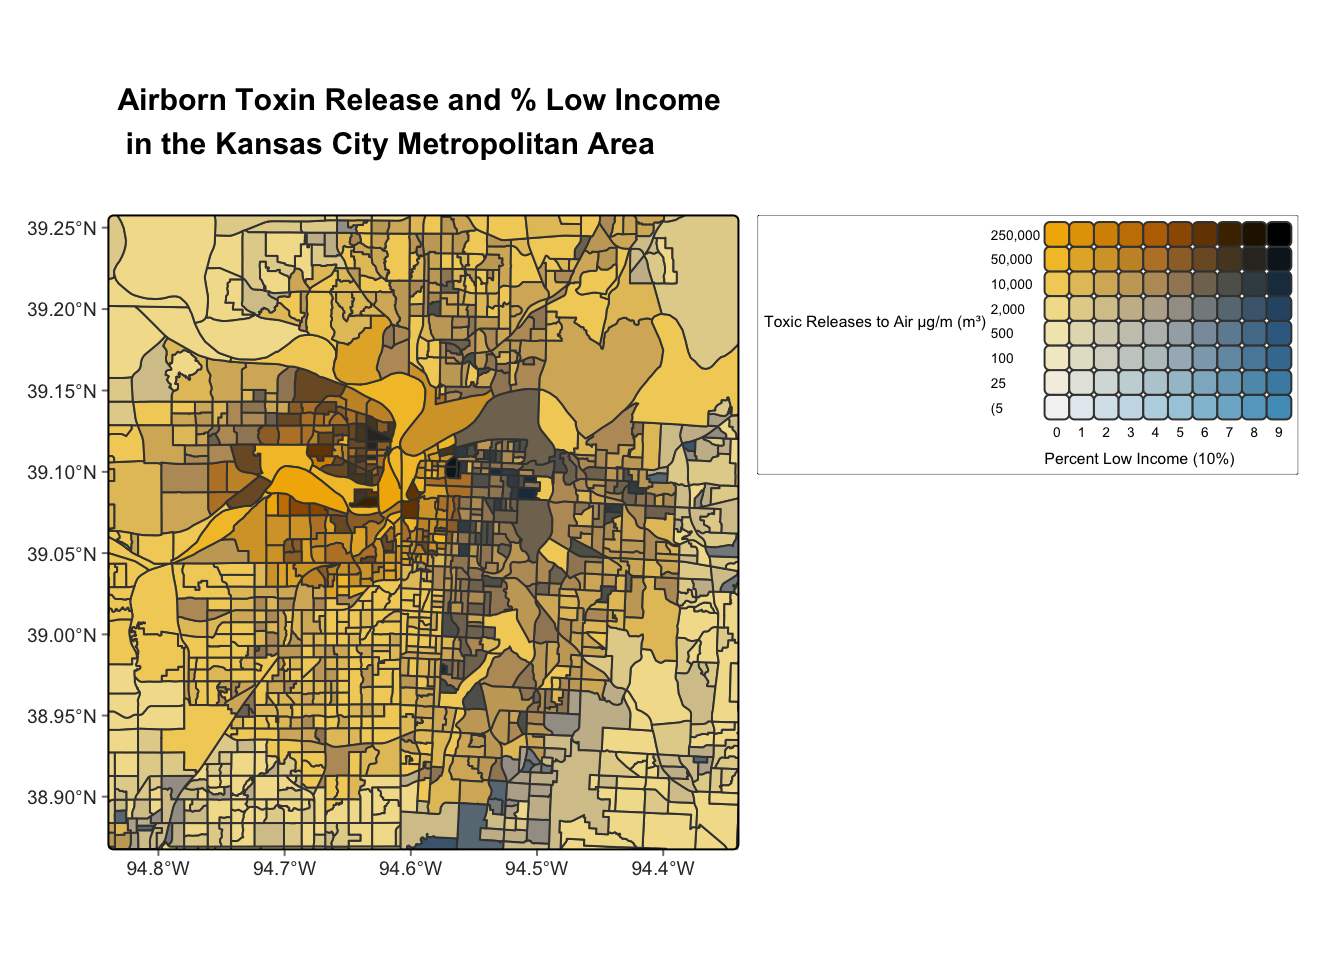 Airborn Toxin Release and % Low Income
in the Kansas City Metropolitan Area
39.25°N
39.20°N
39.15°N
39.10°N
39.05°N
39.00°N
38.95°N
38.90°N
94.8°W 94.7°W 94.6°W 94.5°W 94.4°W
Toxic Releases to Air µg/m (m³)
250,000
50,000
10,000
2,000
500
100
25
(5
0 1 2 3 4 5 6 7 8 9
Percent Low Income (10%)